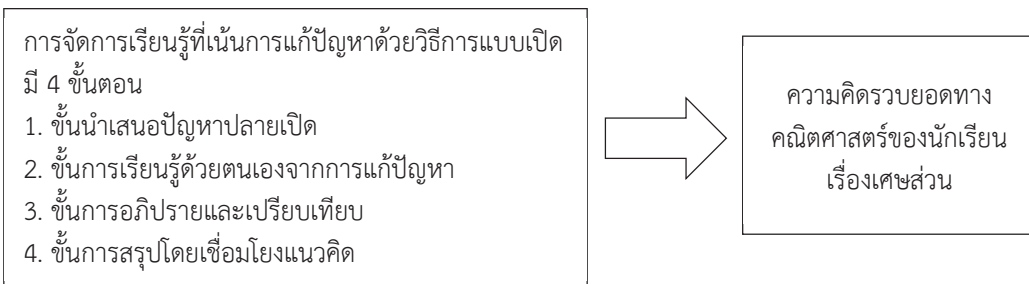 การจัดการเรียนรู้ที่เน้นการแก้ปัญหาด้วยวิธีการแบบเปิด
มี 4 ขั้นตอน
1. ขั้นนำเสนอปัญหาปลายเปิด
2. ขั้นการเรียนรู้ด้วยตนเองจากการแก้ปัญหา
3. ขั้นการอภิปรายและเปรียบเทียบ
4. ขั้นการสรุปโดยเชื่อมโยงแนวคิด
ความคิดรวบยอดทาง
คณิตศาสตร์ของนักเรียน
เรื่องเศษส่วน